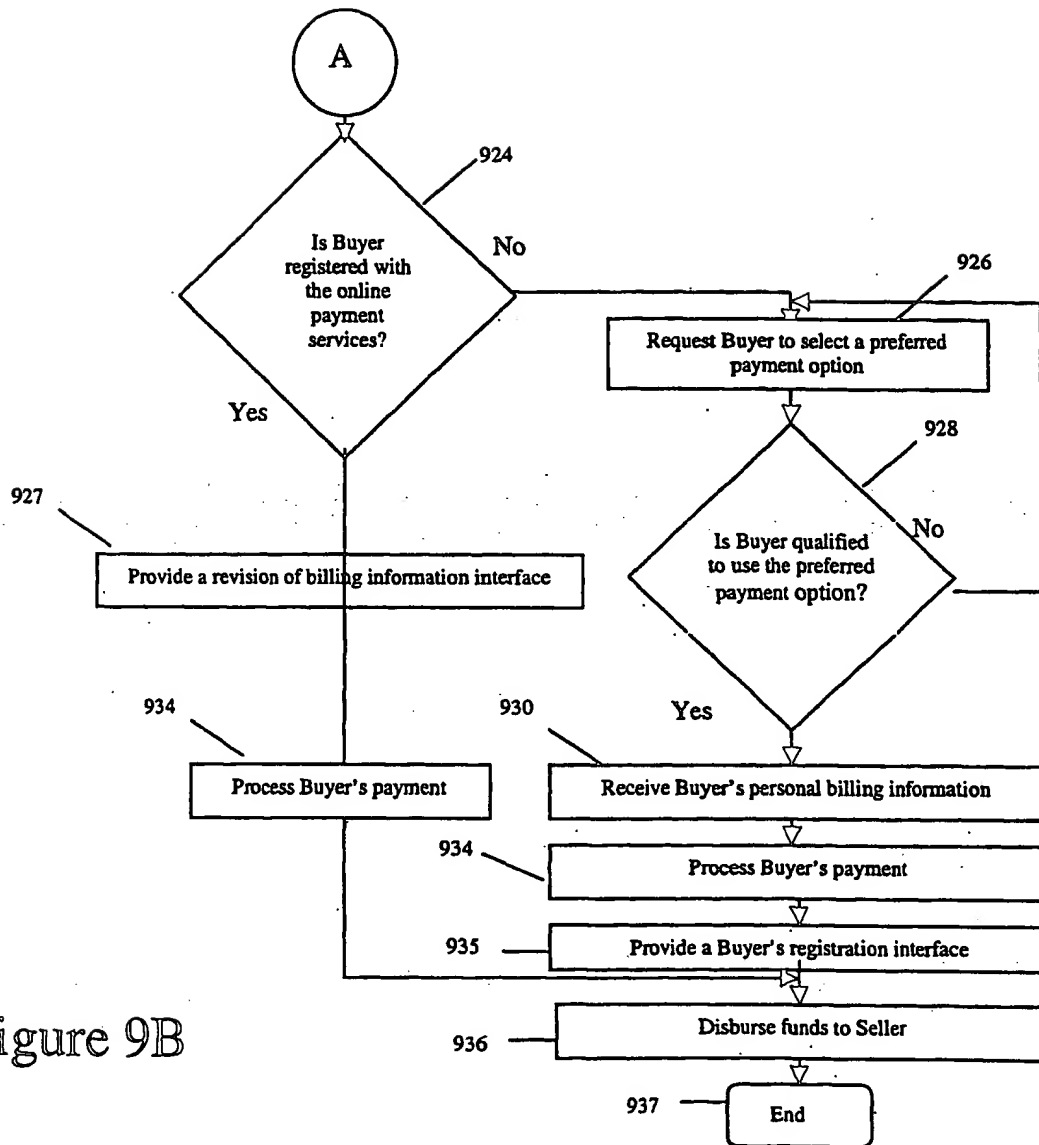 A
924
Is Buyer
registered with
the online
payment
services?
No
Yes
926
Request Buyer to select a preferred
payment option
928
Is Buyer qualified
to use the preferred
payment option?
No
Yes
927
Provide a revision of billing information interface
934
Process Buyer's payment
930
Receive Buyer's personal billing information
934
Process Buyer's payment
935
Provide a Buyer's registration interface
936
Disburse funds to Seller
937
End
igure 9B